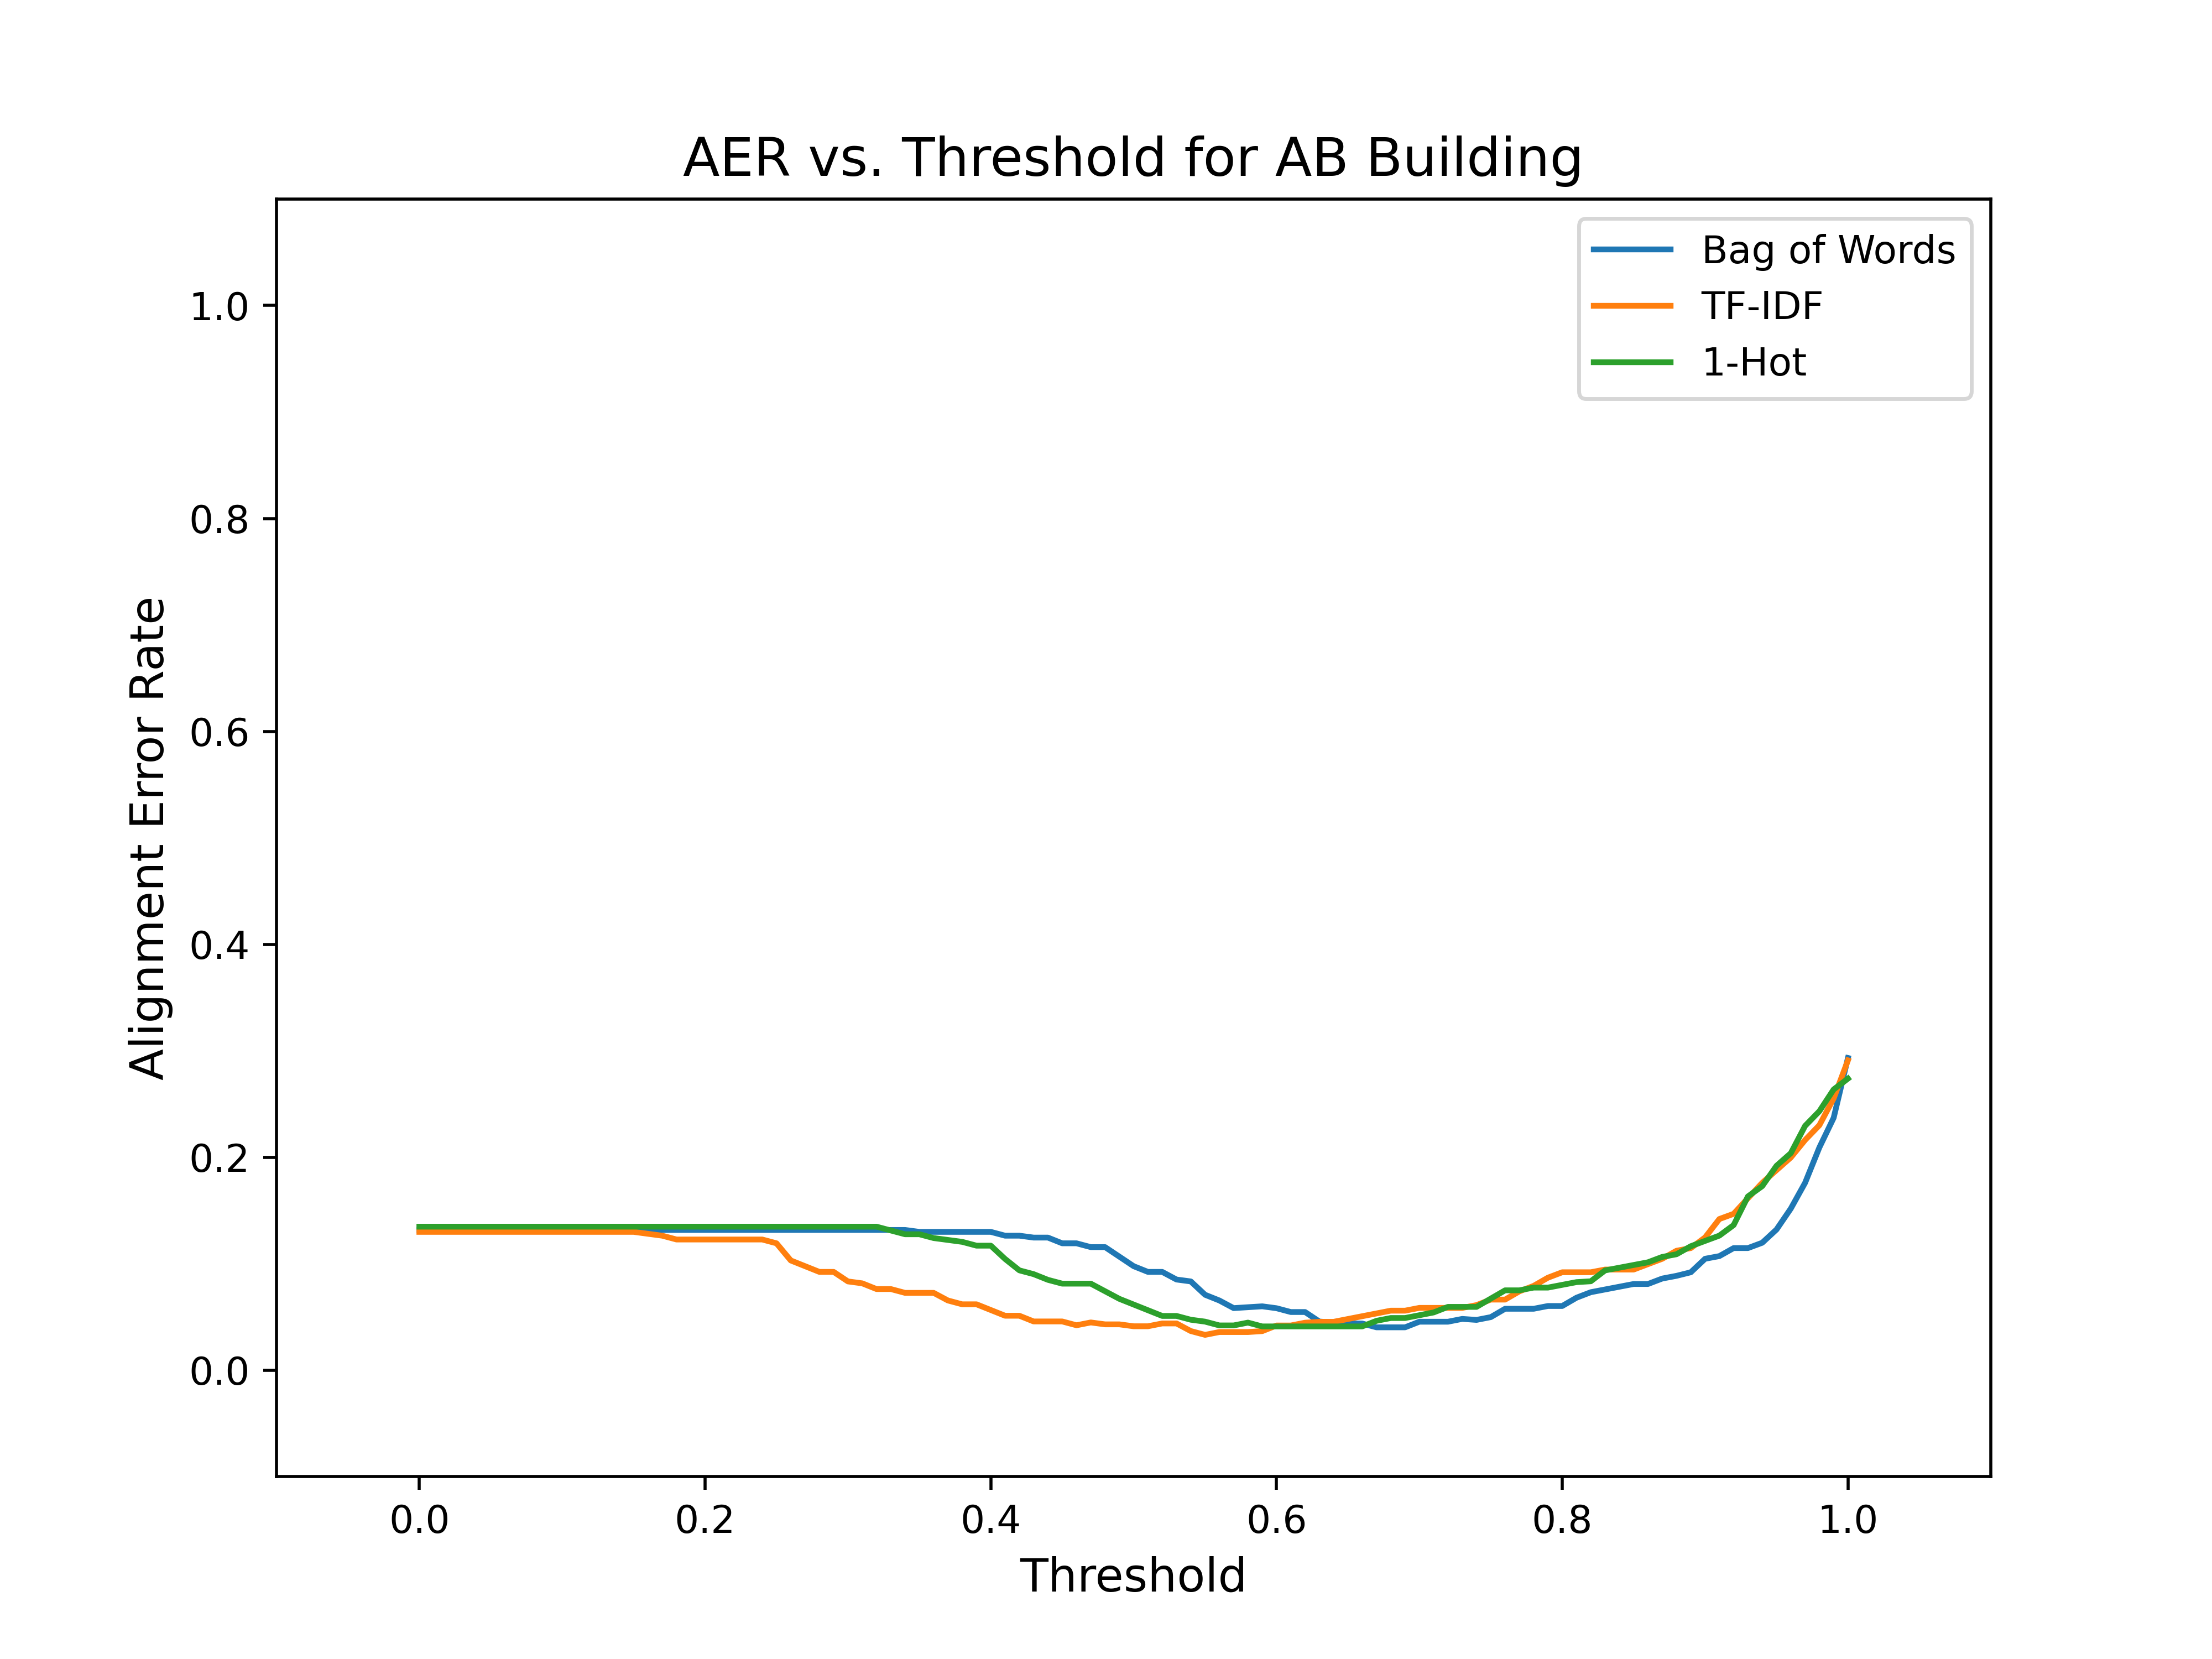 AER vs. Threshold for AB Building
Bag of Words
TF-IDF
1-Hot
Alignment Error Rate
1.0
0.8
0.6
0.4
0.2
0.0
0.0 0.2 0.4 0.6 0.8 1.0
Threshold